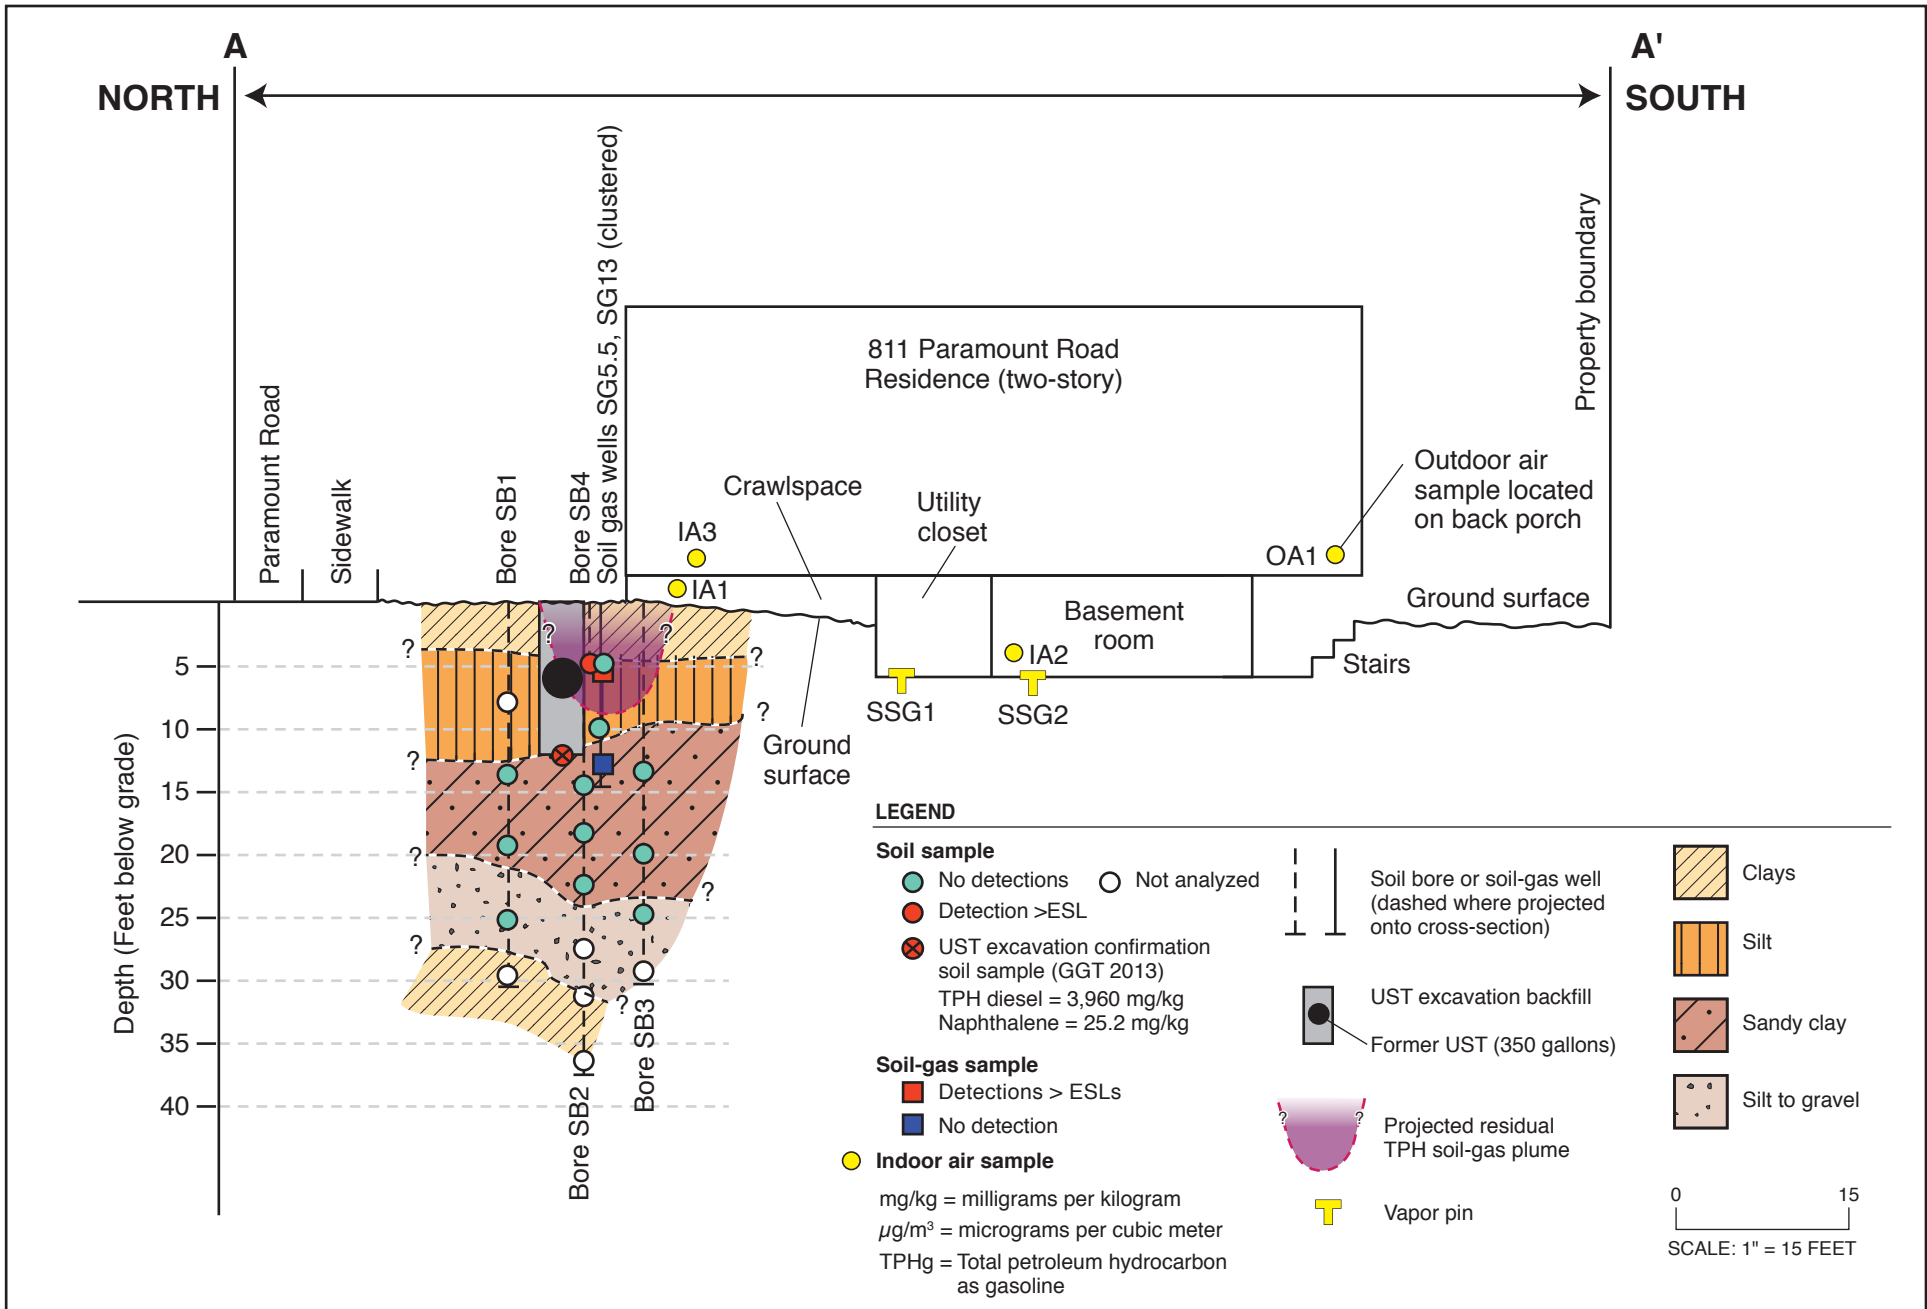 A
A'
NORTH
SOUTH
Paramount Road
Sidewalk
Bore SB1
Bore SB4
Soil gas wells SG5.5, SG13 (clustered)
Property boundary
811 Paramount Road
Residence (two-story)
Crawlspace
Utility
closet
Outdoor air
sample located
on back porch
IA3
IA1
OA1
Ground surface
Basement
room
IA2
Stairs
SSG1
SSG2
Ground
surface
?
?
?
?
?
?
?
?
?
?
?
Depth (Feet below grade)
5
10
15
20
25
30
35
40
Bore SB2
Bore SB3
LEGEND
Soil sample
No detections
Not analyzed
Detection >ESL
UST excavation confirmation
soil sample (GGT 2013)
TPH diesel = 3,960 mg/kg
Naphthalene = 25.2 mg/kg
Soil-gas sample
Detections > ESLs
No detection
Indoor air sample
mg/kg = milligrams per kilogram
µg/m³ = micrograms per cubic meter
TPHg = Total petroleum hydrocarbon
as gasoline
Soil bore or soil-gas well
(dashed where projected
onto cross-section)
UST excavation backfill
Former UST (350 gallons)
?
?
Projected residual
TPH soil-gas plume
Vapor pin
Clays
Silt
Sandy clay
Silt to gravel
0
15
SCALE: 1" = 15 FEET